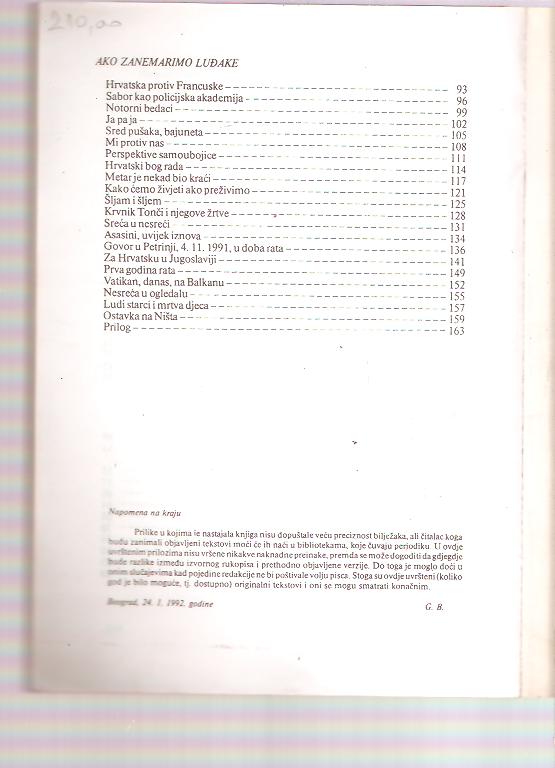 210,00
AKO ZANEMARIMO LUĐAKE
Hrvatska protiv Francuske 93
Sabor kao policijska akademija 96
Notorni bedaci 99
Ja pa ja 102
Sred pušaka, bajuneta 105
Mi protiv nas 108
Perspektive samoubojice 111
Hrvatski bog rada 114
Metar je nekad bio kraći 117
Kako ćemo živjeti ako preživimo 121
Šljam i šljem 125
Krvnik Tonči i njegove žrtve 128
Sreća u nesreći 131
Asasini, uvijek iznova 134
Govor u Petrinji, 4. 11. 1991, u doba rata 136
Za Hrvatsku u Jugoslaviji 141
Prva godina rata 149
Vatikan, danas, na Balkanu 152
Nesreća u ogledalu 155
Ludi starci i mrtva djeca 157
Ostavka na Ništa 159
Prilog 163
Napomena na kraju
Prilike u kojima je nastajala knjiga nisu dopuštale veću preciznost bilježaka, ali čitalac koga
budu zanimali objavljeni tekstovi moći će ih naći u bibliotekama, koje čuvaju periodiku. U ovdje
uvrštenim prilozima nisu vršene nikakve naknadne preinake, premda se može dogoditi da gdjegdje
bude razlike između izvornog rukopisa i prethodno objavljene verzije. Do toga je moglo doći u
onim slučajevima kad pojedine redakcije ne bi poštivale volju pisca. Stoga su ovdje uvršteni (koliko
god je bilo moguće, tj. dostupno) originalni tekstovi i oni se mogu smatrati konačnim.
Beograd, 24. 1. 1992. godine
G. B.